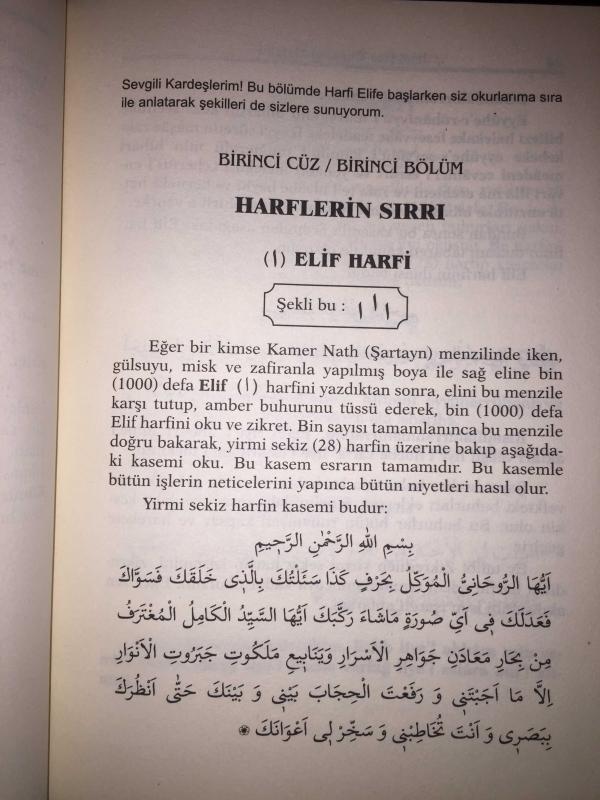 Sevgili Kardeşlerim! Bu bölümde Harfi Elife başlarken siz okurlarıma sıra
ile anlatarak şekilleri de sizlere sunuyorum.
BİRİNCİ CÜZ / BİRİNCİ BÖLÜM
HARFLERİN SIRRI
(ا) ELİF HARFİ
Şekli bu : ا ا ا
Eğer bir kimse Kamer Nath (Şartayn) menzilinde iken,
gülsuyu, misk ve zafiranla yapılmış boya ile sağ eline bin
(1000) defa Elif (ا) harfini yazdıktan sonra, elini bu menzile
karşı tutup, amber buhurunu tüssü ederek, bin (1000) defa
Elif harfini oku ve zikret. Bin sayısı tamamlanınca bu menzile
doğru bakarak, yirmi sekiz (28) harfin üzerine bakıp aşağıda-
ki kasemi oku. Bu kasem esrarın tamamıdır. Bu kasemle
bütün işlerin neticelerini yapınca bütün niyetleri hasıl olur.
Yirmi sekiz harfin kasemi budur:
بِسْمِ اللّٰهِ الرَّحْمٰنِ الرَّحٖيمِ
اَيُّهَا الرُّوحَانِىُّ الْمُوَكِّلُ بِحَرْفِ كَذَا سَئَلْتُكَ بِالَّذٖى خَلَقَكَ فَسَوَّاكَ
فَعَدَلَكَ فٖى اَىِّ صُورَةٍ مَاشَاءَ رَكَّبَكَ اَيُّهَا السَّيِّدُ الْكَامِلُ الْمُغْتَرَفُ
مِنْ بِحَارِ مَعَادِنِ جَوَاهِرِ الْاَسْرَارِ وَيَنَابٖيعِ مَلَكُوتِ جَبَرُوتِ الْاَنْوَارِ
اِلَّا مَا اَجَبْتَنٖى وَ رَفَعْتَ الْحِجَابَ بَيْنٖى وَ بَيْنَكَ حَتّٰى اَنْظُرَكَ
بِبَصَرٖى وَ اَنْتَ تُخَاطِبُنٖى وَ سَخِّرْ لٖى اَعْوَانَكَ ❋